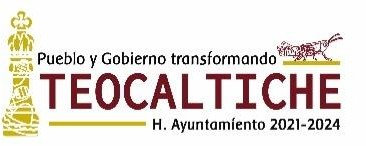 Pueblo y Gobierno transformando
TEOCALTICHE
H. Ayuntamiento 2021-2024